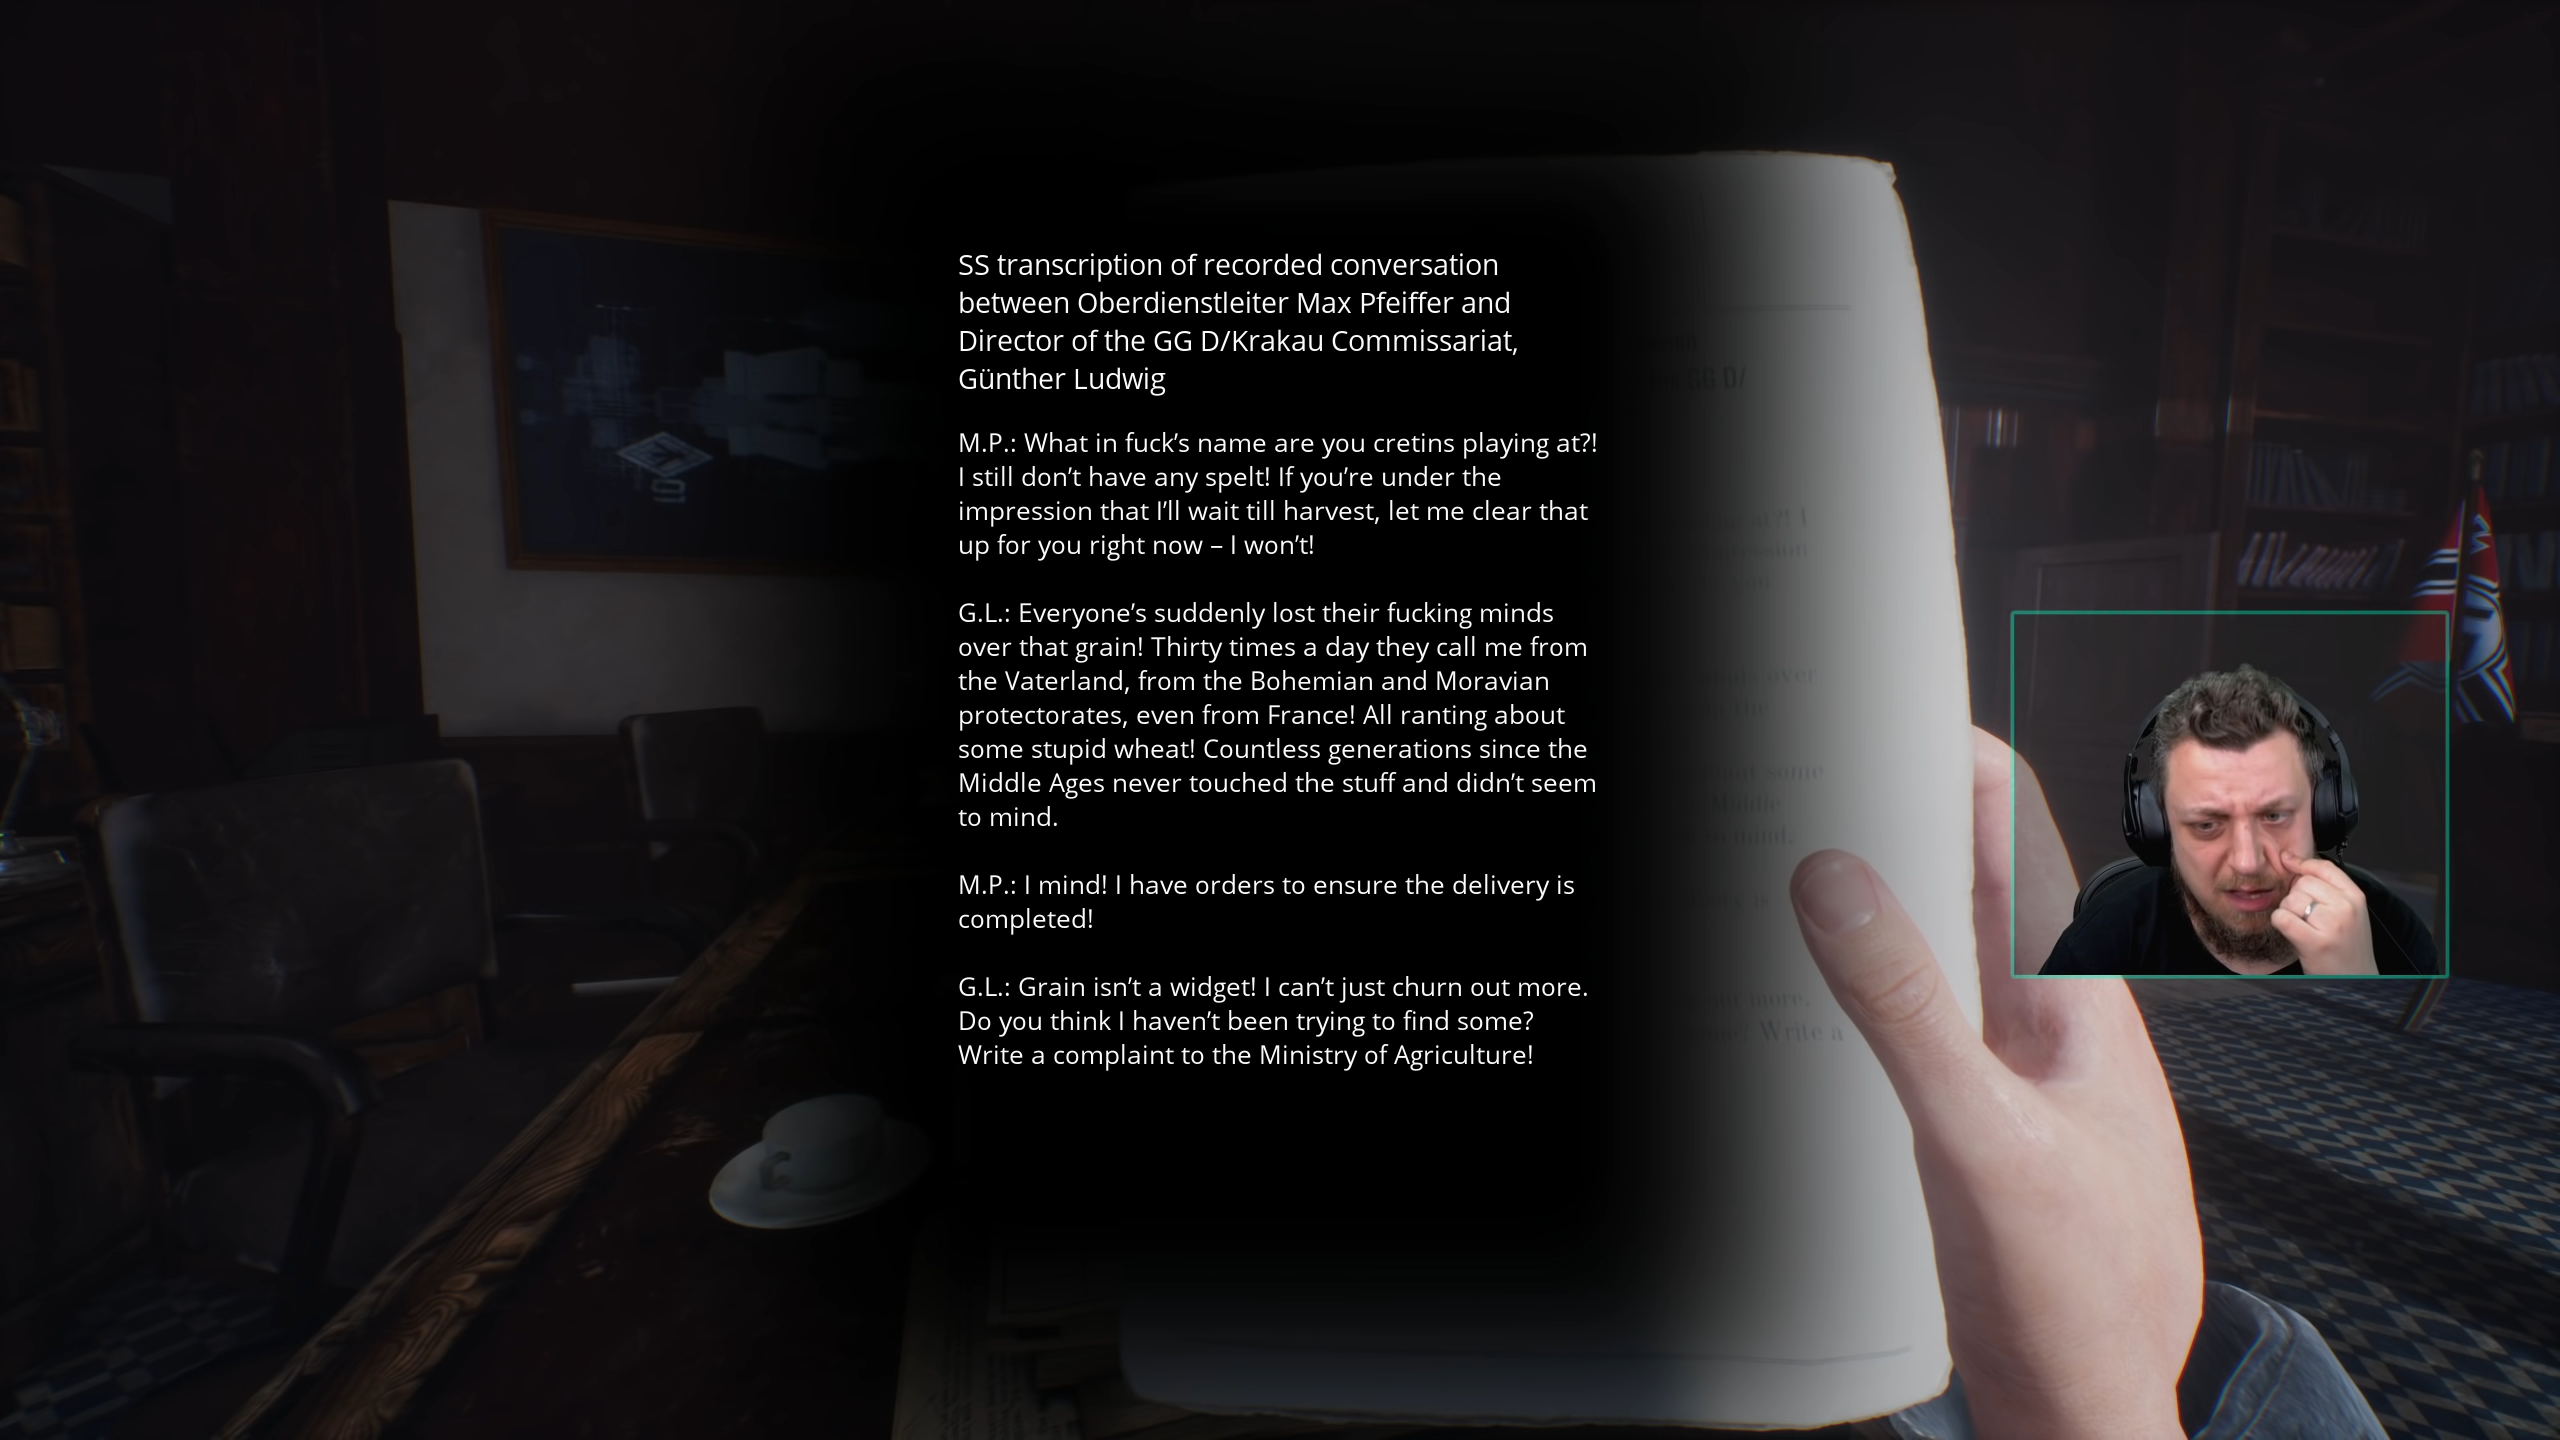 SS transcription of recorded conversation
between Oberdienstleiter Max Pfeiffer and
Director of the GG D/Krakau Commissariat,
Günther Ludwig
M.P.: What in fuck’s name are you cretins playing at?!
I still don’t have any spelt! If you’re under the
impression that I’ll wait till harvest, let me clear that
up for you right now – I won’t!
G.L.: Everyone’s suddenly lost their fucking minds
over that grain! Thirty times a day they call me from
the Vaterland, from the Bohemian and Moravian
protectorates, even from France! All ranting about
some stupid wheat! Countless generations since the
Middle Ages never touched the stuff and didn’t seem
to mind.
M.P.: I mind! I have orders to ensure the delivery is
completed!
G.L.: Grain isn’t a widget! I can’t just churn out more.
Do you think I haven’t been trying to find some?
Write a complaint to the Ministry of Agriculture!
GG D/
some
Middle
mind.
more.
Write a